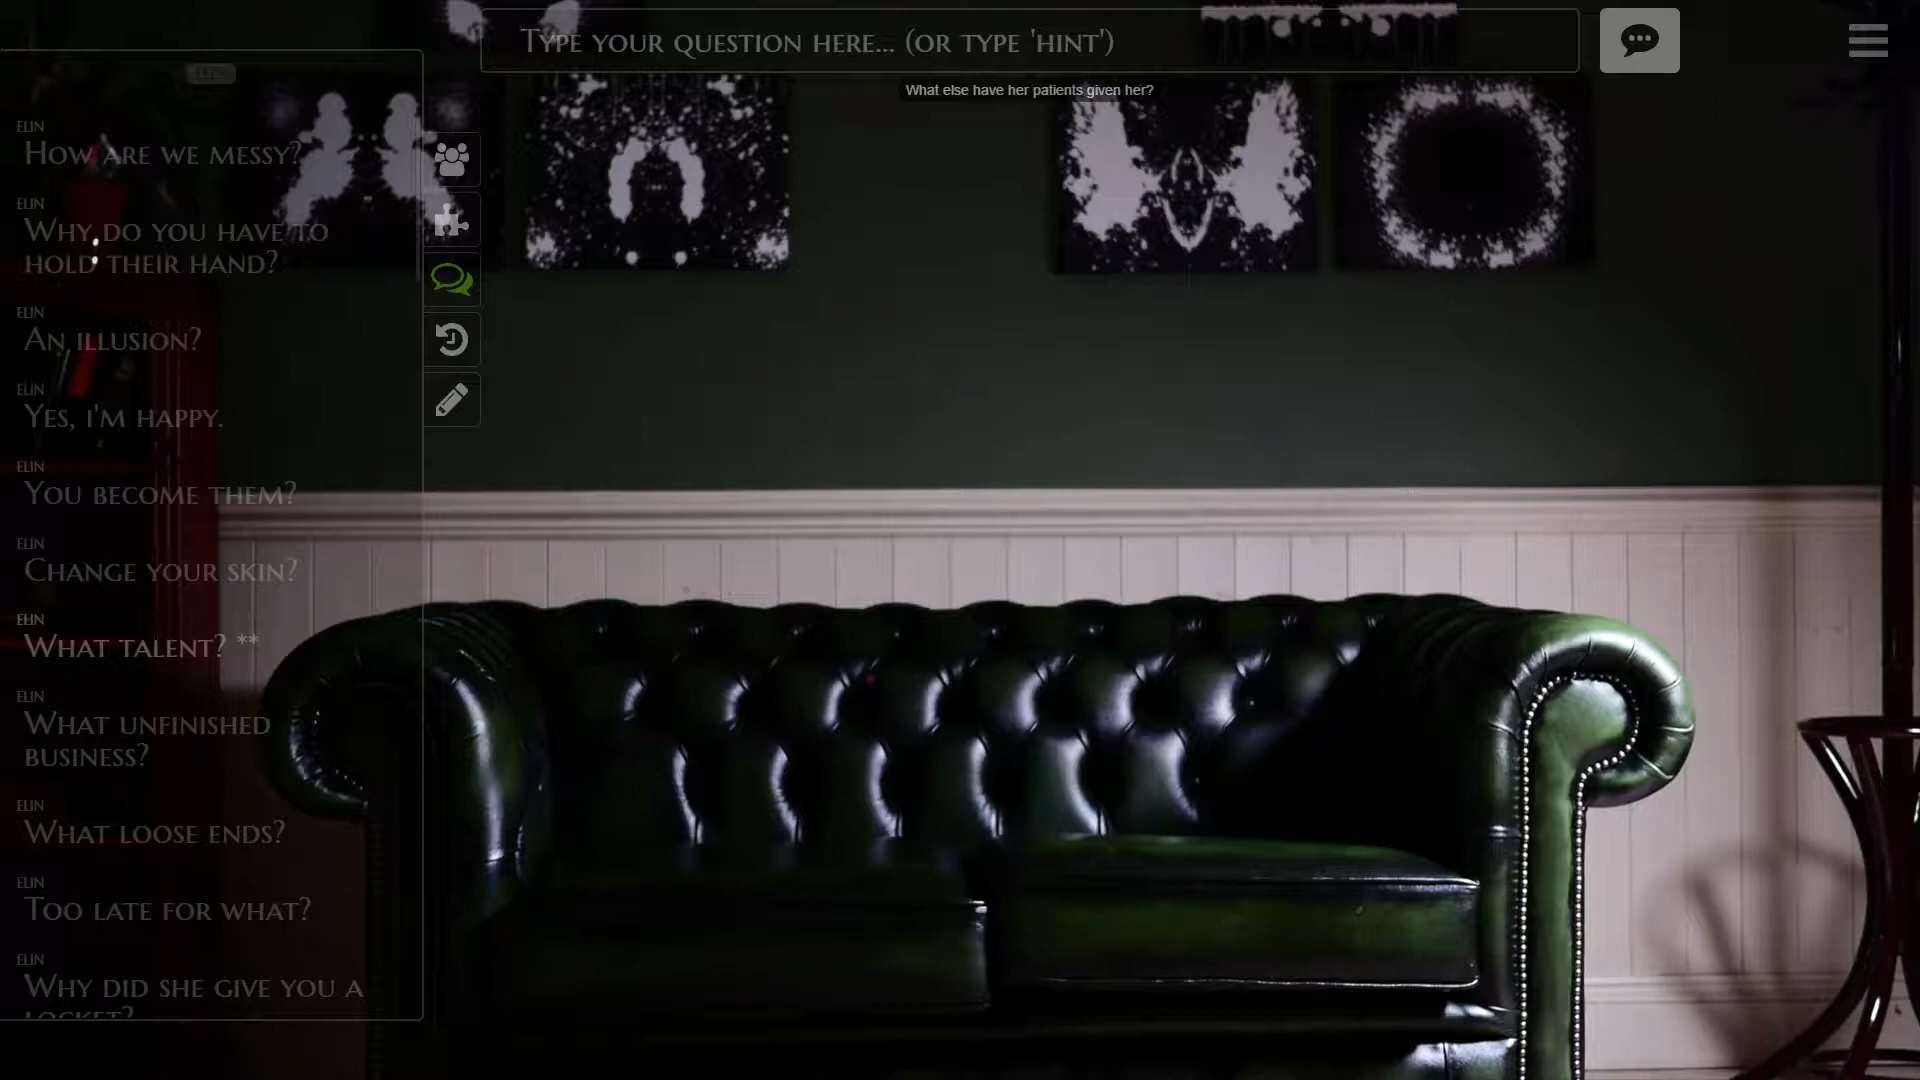 Type your question here... (or type 'hint')
What else have her patients given her?
Elin
How are we messy?
Elin
Why do you have to
hold their hand?
Elin
An illusion?
Elin
Yes, i'm happy.
Elin
You become them?
Elin
Change your skin?
Elin
What talent? **
Elin
What unfinished
business?
Elin
What loose ends?
Elin
Too late for what?
Elin
Why did she give you a
locket?